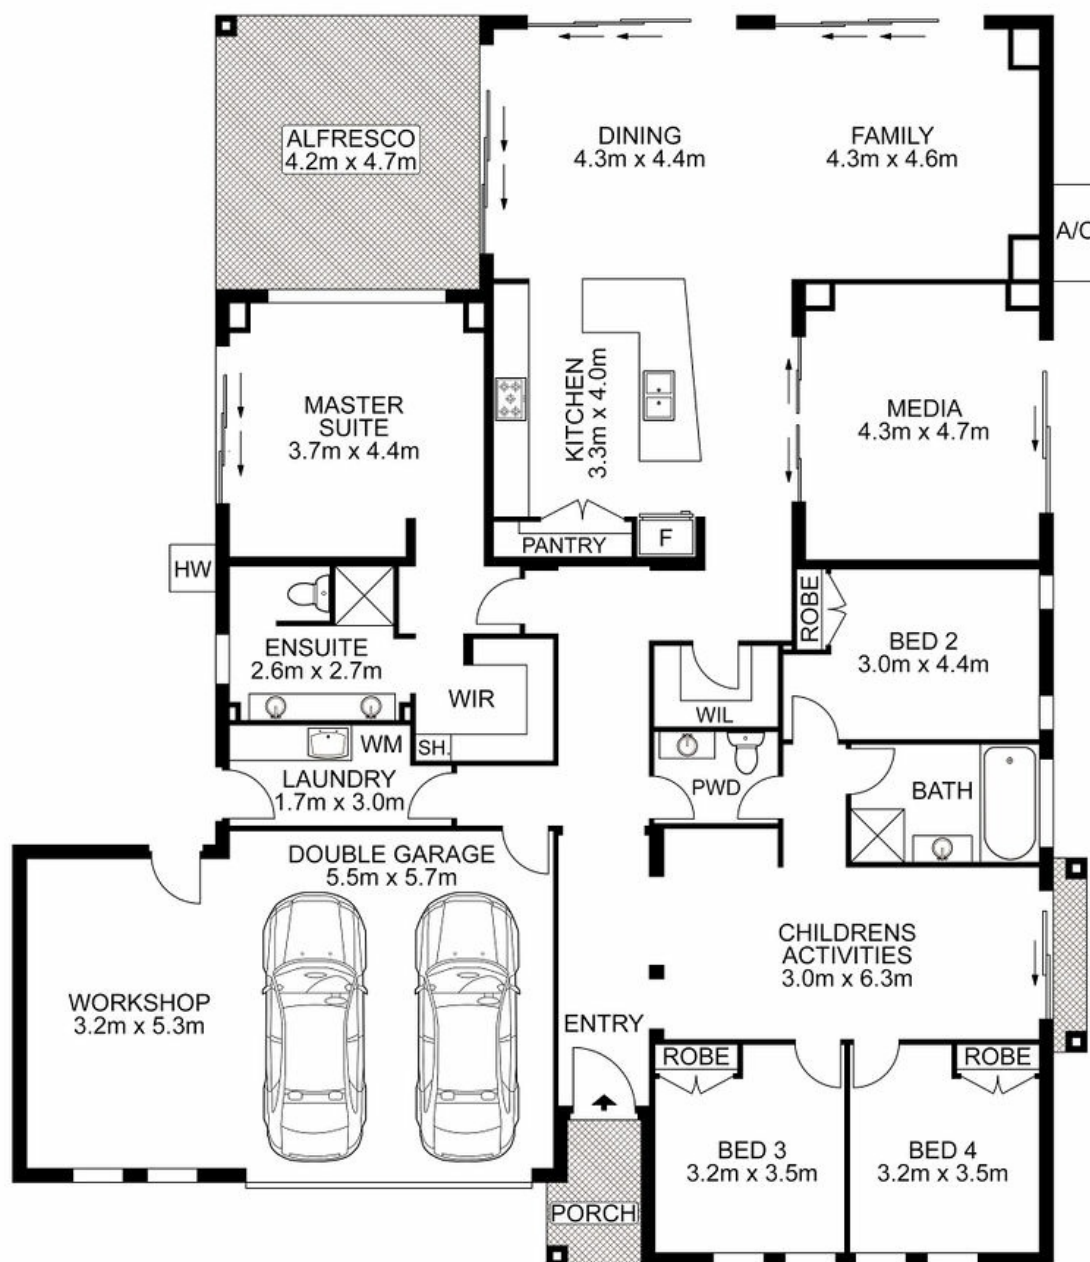 ALFRESCO
4.2m x 4.7m
DINING
4.3m x 4.4m
FAMILY
4.3m x 4.6m
A/C
MASTER
SUITE
3.7m x 4.4m
KITCHEN
3.3m x 4.0m
MEDIA
4.3m x 4.7m
PANTRY
F
HW
ROBE
BED 2
3.0m x 4.4m
ENSUITE
2.6m x 2.7m
WIR
WIL
SH.
WM
LAUNDRY
1.7m x 3.0m
PWD
BATH
DOUBLE GARAGE
5.5m x 5.7m
CHILDRENS
ACTIVITIES
3.0m x 6.3m
WORKSHOP
3.2m x 5.3m
ENTRY
ROBE
ROBE
BED 3
3.2m x 3.5m
BED 4
3.2m x 3.5m
PORCH